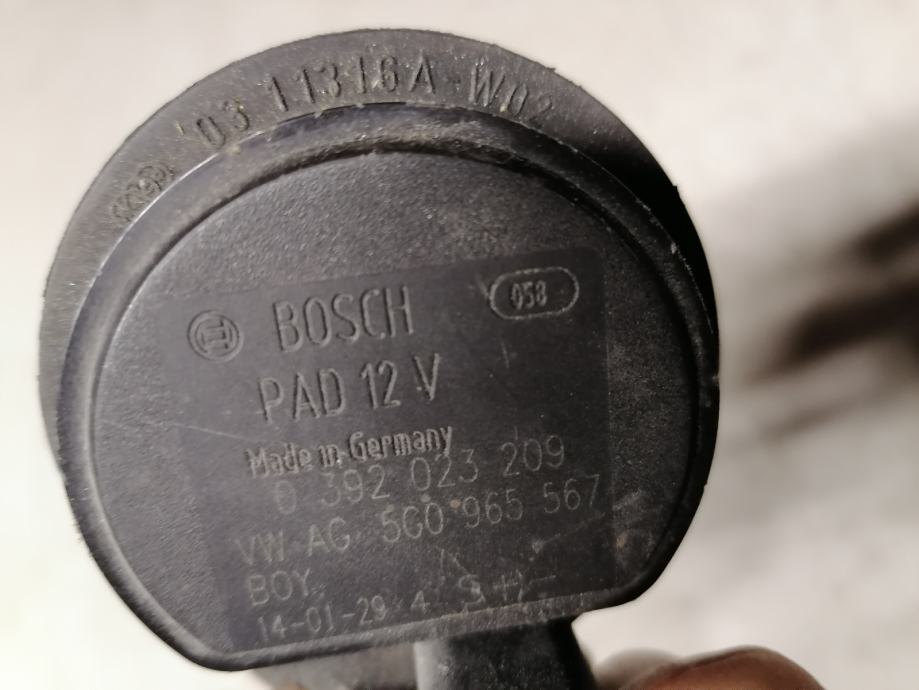 03 11316A W02
058
BOSCH
PAD 12 V
Made in Germany
0 392 023 209
VW-AG 5G0 965 567
BOY
14-01-29 4 S +/-